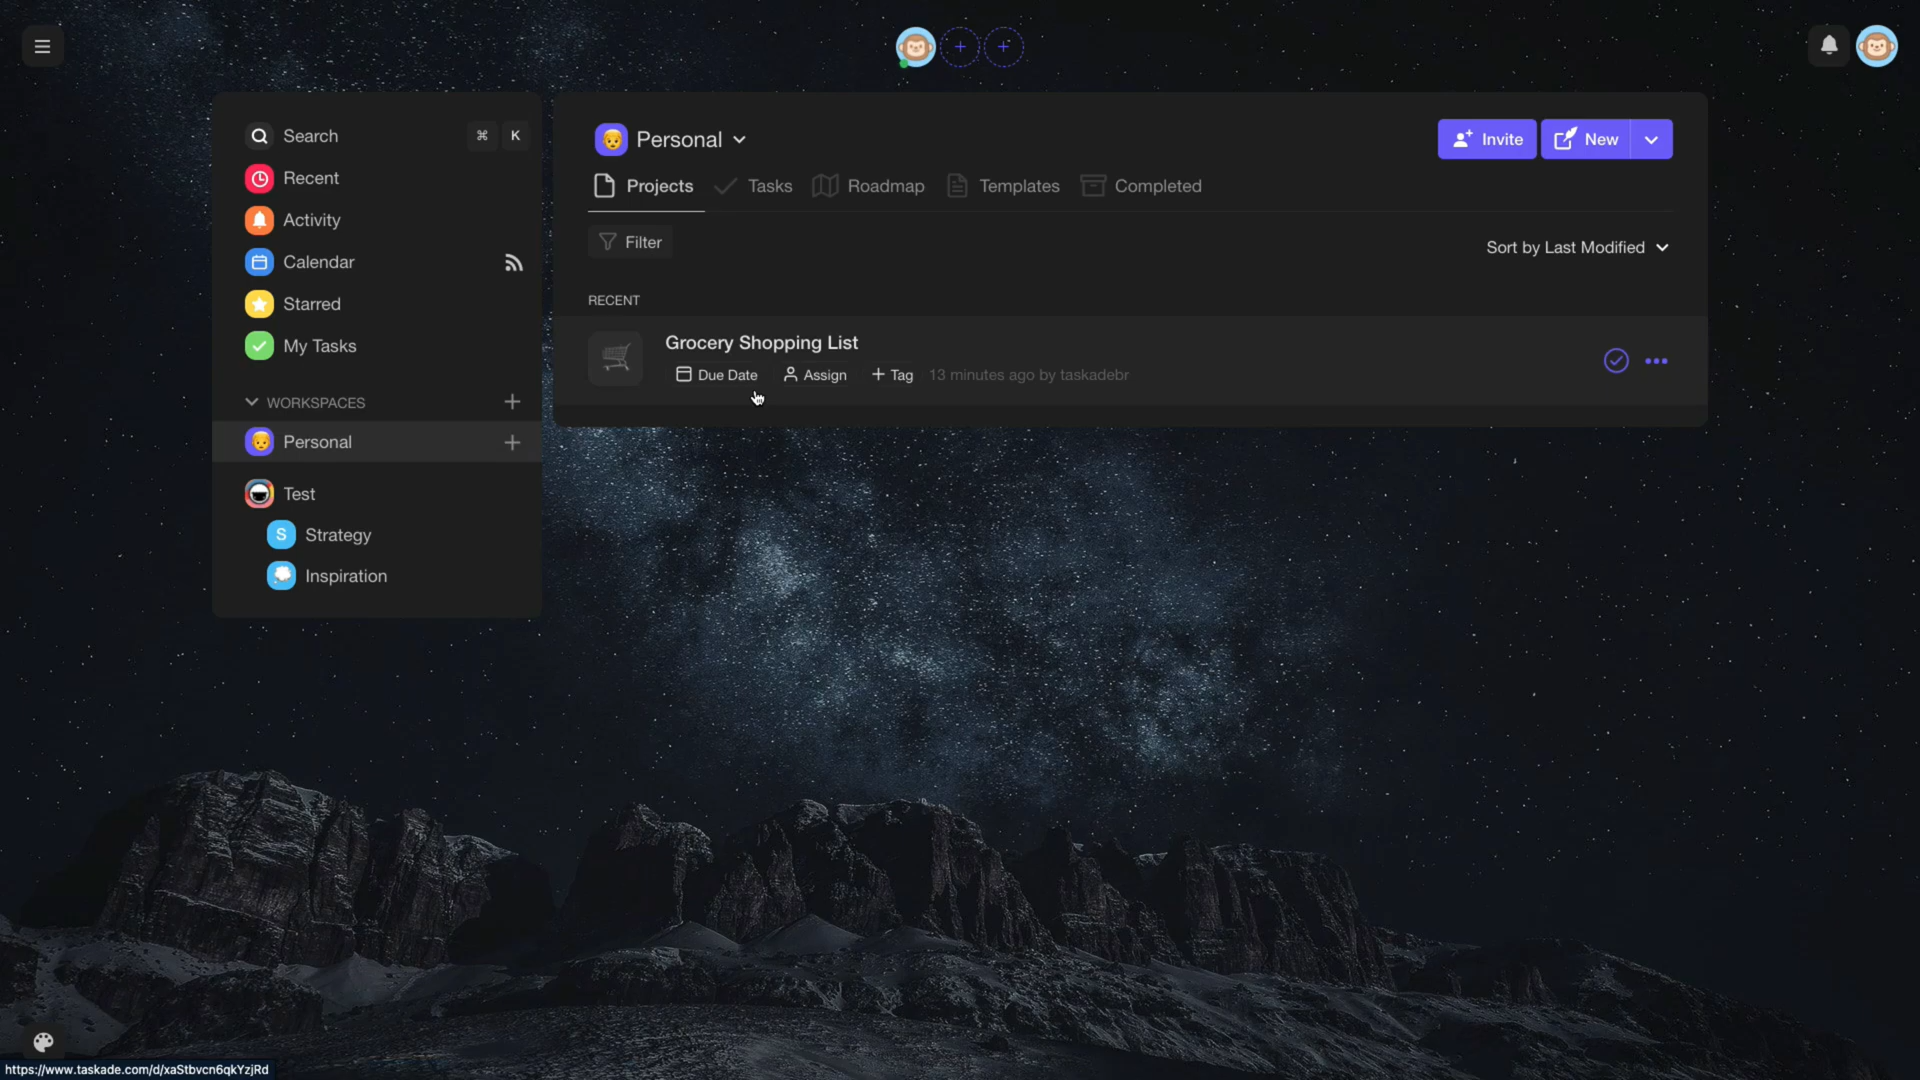 Search ⌘ K
Recent
Activity
Calendar
Starred
My Tasks
WORKSPACES
Personal
Test
S Strategy
Inspiration
Personal
Invite
New
Projects Tasks Roadmap Templates Completed
Filter
Sort by Last Modified
RECENT
Grocery Shopping List
Due Date Assign + Tag 13 minutes ago by taskadebr
https://www.taskade.com/d/xaStbvcn6qkYzjRd